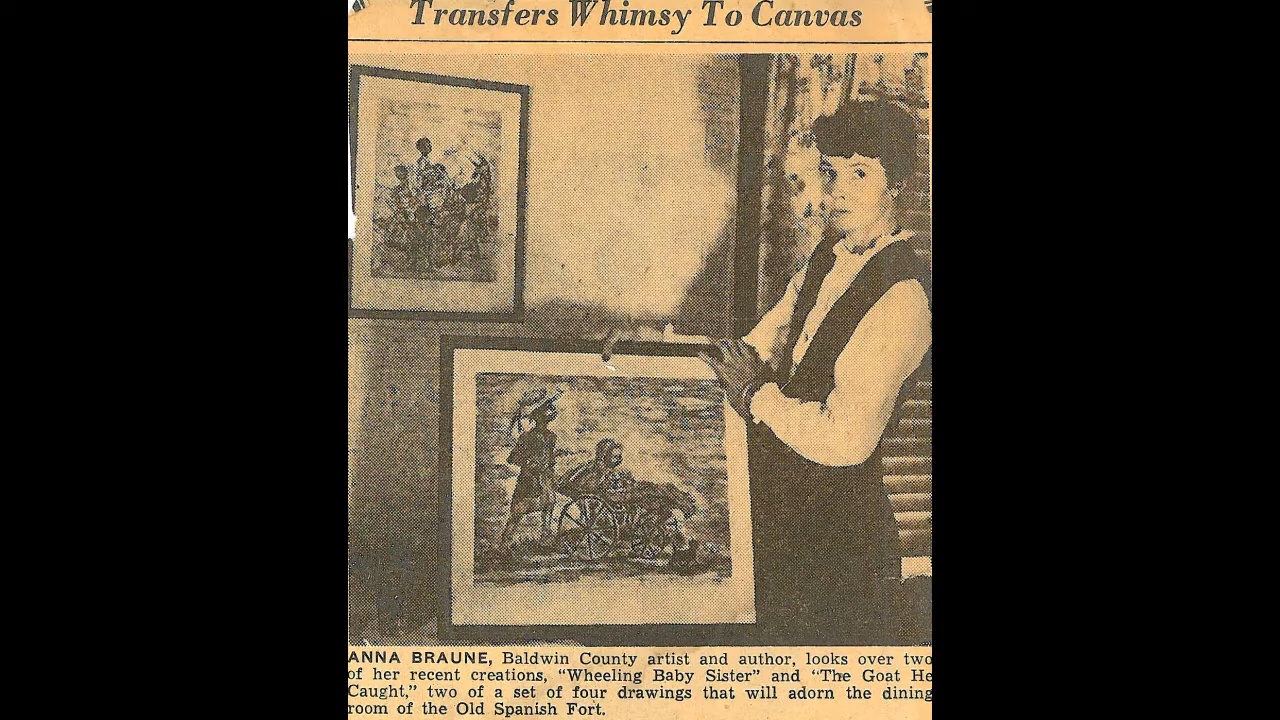 Transfers Whimsy To Canvas
ANNA BRAUNE, Baldwin County artist and author, looks over two
of her recent creations, "Wheeling Baby Sister" and "The Goat He
Caught," two of a set of four drawings that will adorn the dining
room of the Old Spanish Fort.